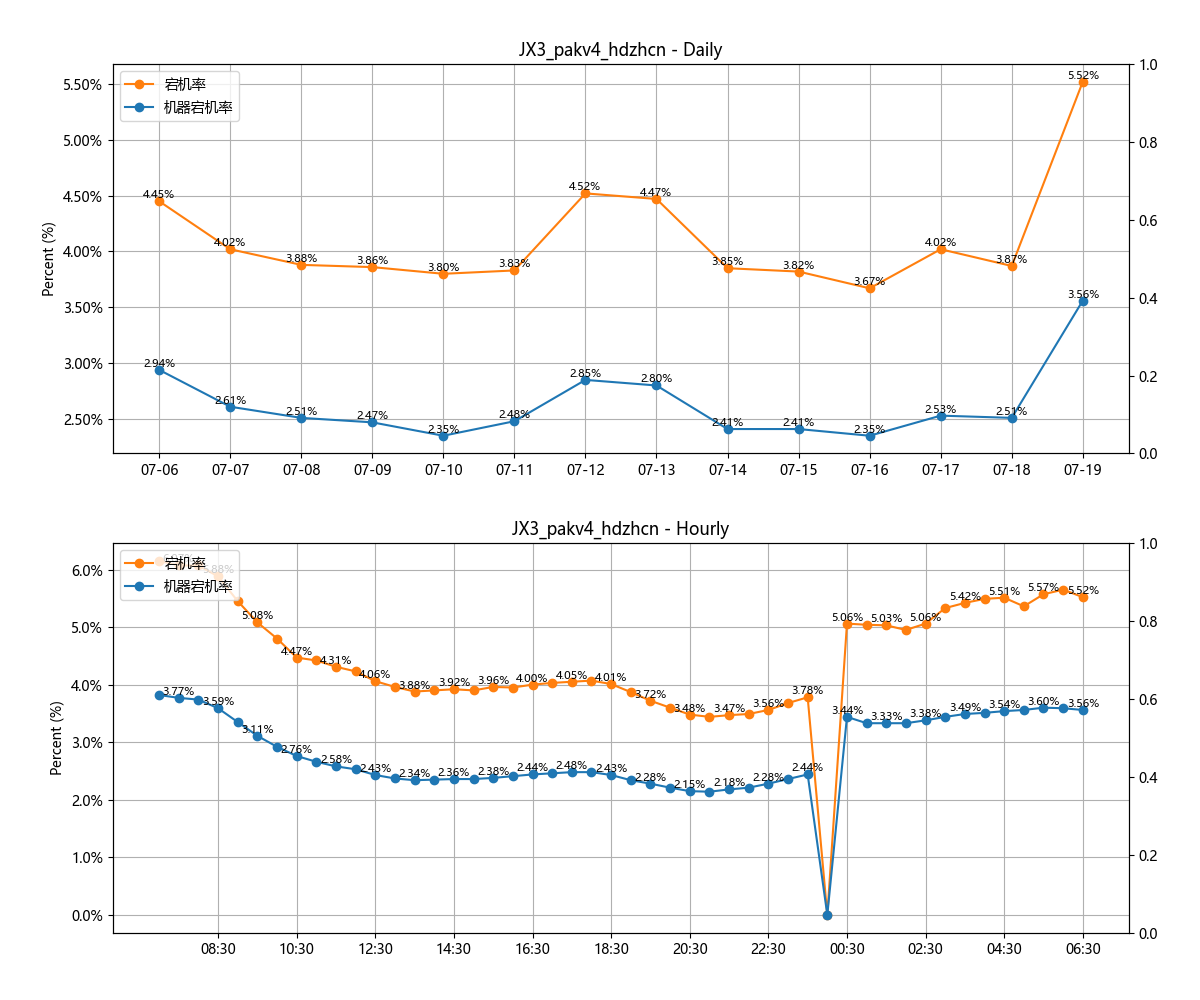 JX3_pakv4_hdzhcn - Daily
宕机率
机器宕机率
Percent (%)
5.50%
5.00%
4.50%
4.00%
3.50%
3.00%
2.50%
1.0
0.8
0.6
0.4
0.2
0.0
4.45% 4.02% 3.88% 3.86% 3.80% 3.83% 4.52% 4.47% 3.85% 3.82% 3.67% 4.02% 3.87% 5.52%
2.94% 2.61% 2.51% 2.47% 2.35% 2.48% 2.85% 2.80% 2.41% 2.41% 2.35% 2.53% 2.51% 3.56%
07-06 07-07 07-08 07-09 07-10 07-11 07-12 07-13 07-14 07-15 07-16 07-17 07-18 07-19
JX3_pakv4_hdzhcn - Hourly
宕机率
机器宕机率
Percent (%)
6.0%
5.0%
4.0%
3.0%
2.0%
1.0%
0.0%
1.0
0.8
0.6
0.4
0.2
0.0
5.88% 5.08% 4.47% 4.31% 4.06% 3.88% 3.92% 3.96% 4.00% 4.05% 4.01% 3.72% 3.48% 3.47% 3.56% 3.78% 5.06% 5.03% 5.06% 5.42% 5.51% 5.57% 5.52%
3.77% 3.59% 3.11% 2.76% 2.58% 2.43% 2.34% 2.36% 2.38% 2.44% 2.48% 2.43% 2.28% 2.15% 2.18% 2.28% 2.44% 3.44% 3.33% 3.38% 3.49% 3.54% 3.60% 3.56%
08:30 10:30 12:30 14:30 16:30 18:30 20:30 22:30 00:30 02:30 04:30 06:30